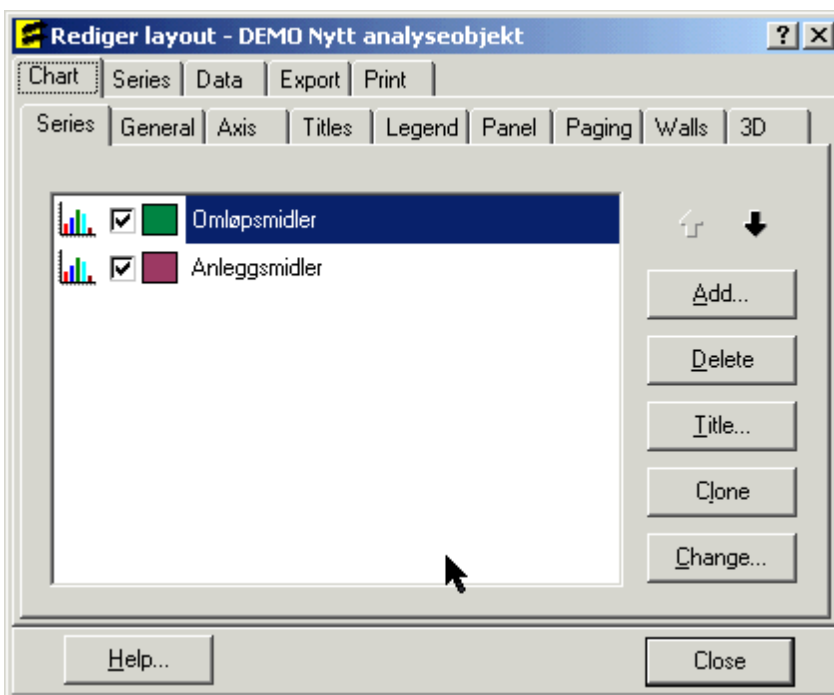 Rediger layout - DEMO Nytt analyseobjekt
Chart Series Data Export Print
Series General Axis Titles Legend Panel Paging Walls 3D
Omløpsmidler
Anleggsmidler
Add...
Delete
Title...
Clone
Change...
Help... Close